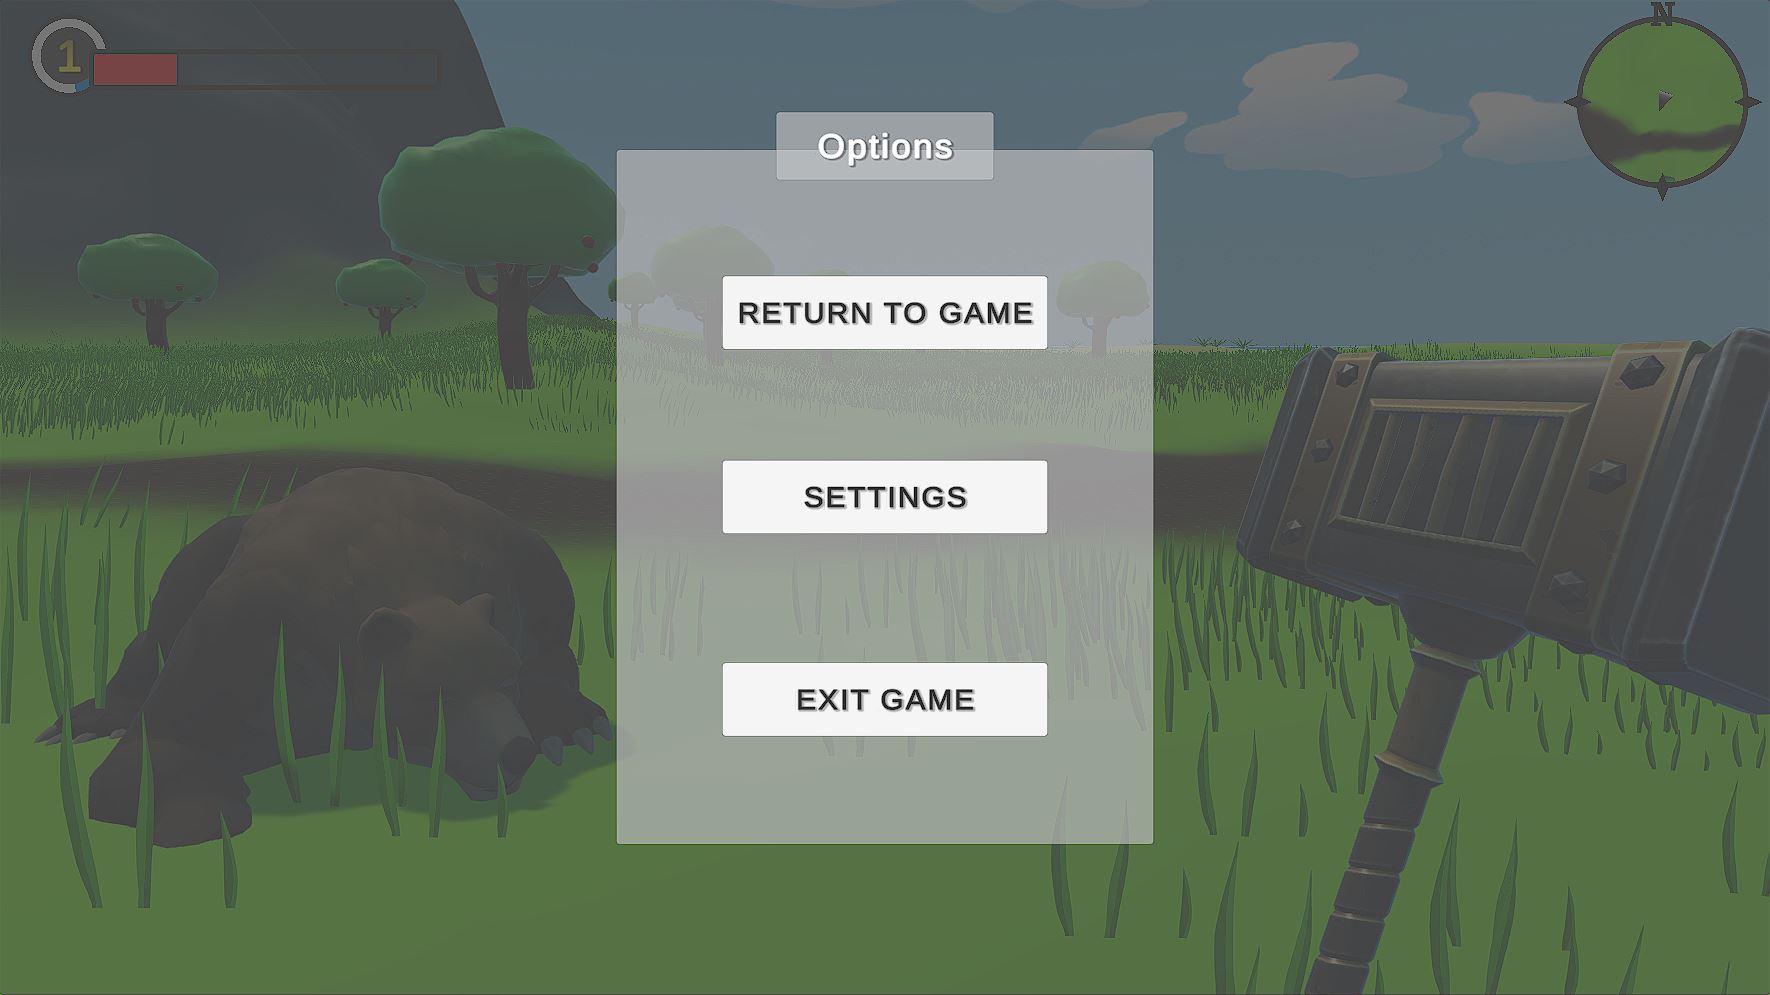 1
N
Options
RETURN TO GAME
SETTINGS
EXIT GAME